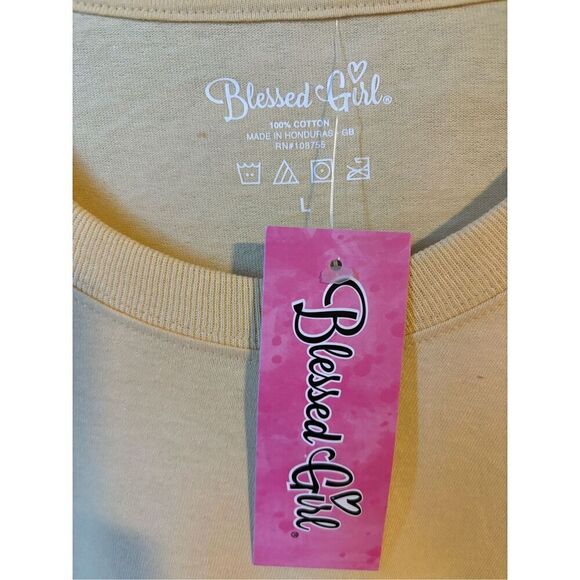 Blessed Girl®
100% COTTON
MADE IN HONDURAS - GB
RN#108755
L
Blessed Girl®